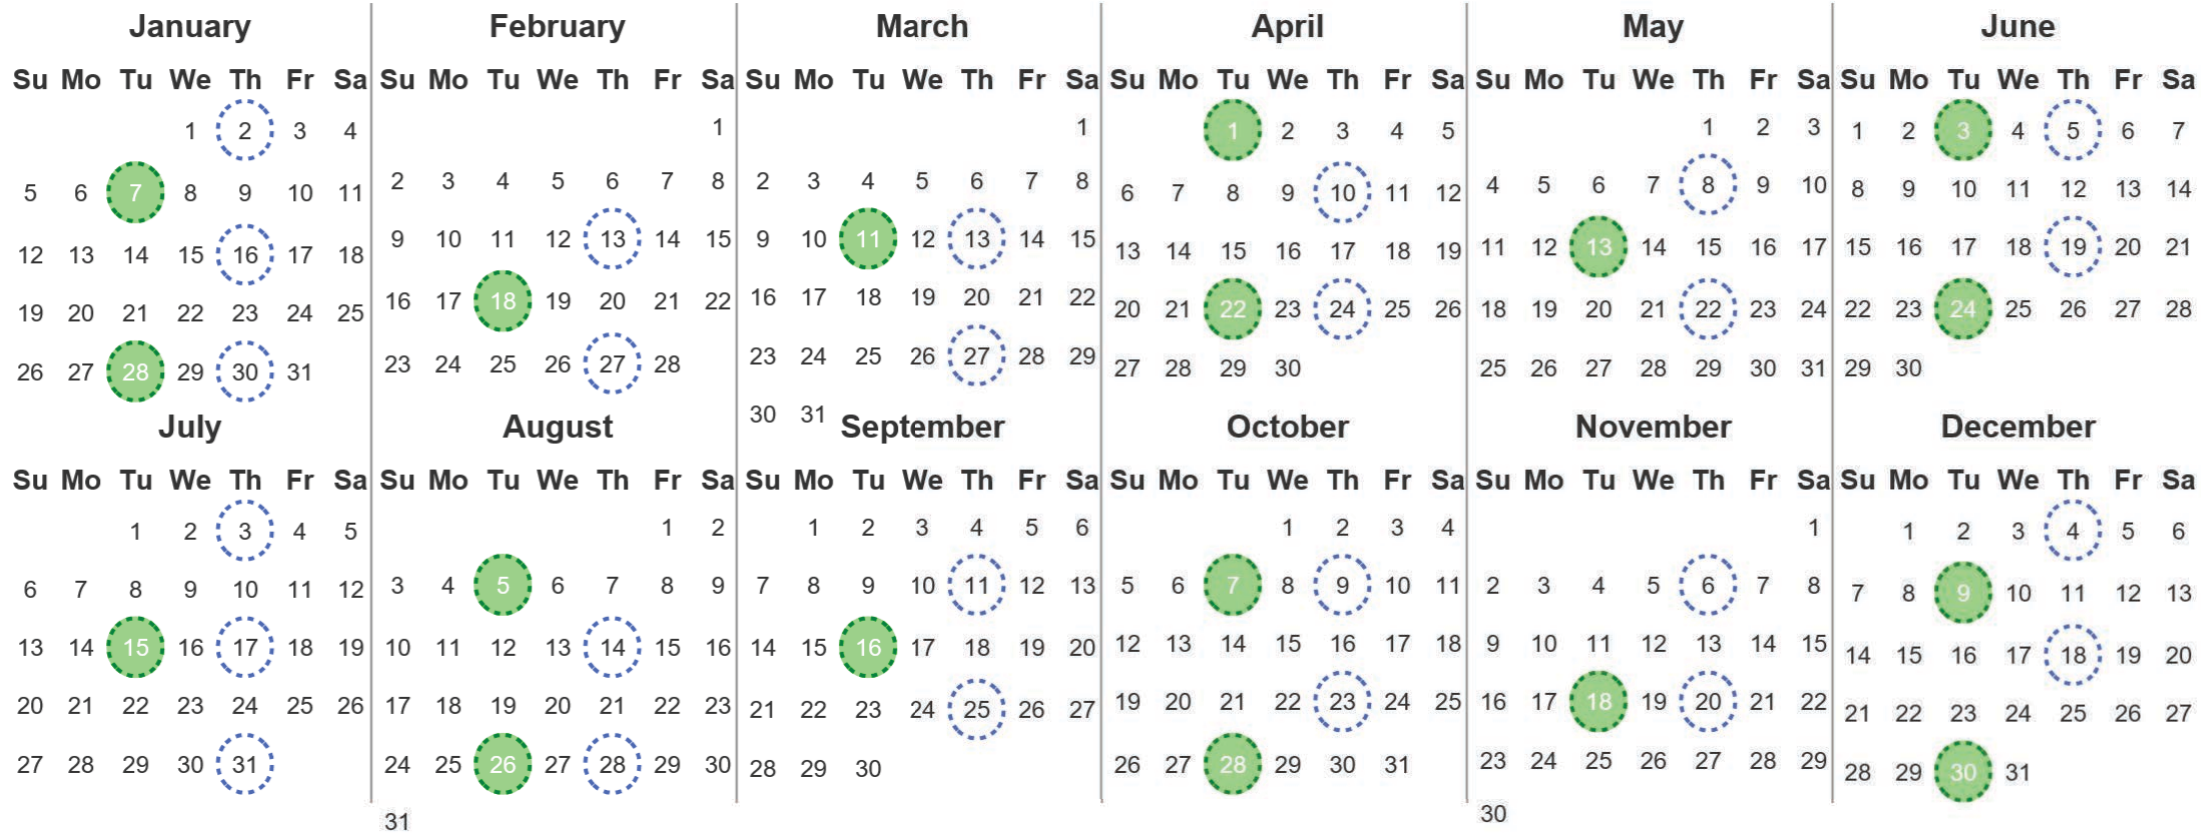 January
Su Mo Tu We Th Fr Sa
1 2 3 4
5 6 7 8 9 10 11
12 13 14 15 16 17 18
19 20 21 22 23 24 25
26 27 28 29 30 31
February
Su Mo Tu We Th Fr Sa
1
2 3 4 5 6 7 8
9 10 11 12 13 14 15
16 17 18 19 20 21 22
23 24 25 26 27 28
March
Su Mo Tu We Th Fr Sa
1
2 3 4 5 6 7 8
9 10 11 12 13 14 15
16 17 18 19 20 21 22
23 24 25 26 27 28 29
30 31
April
Su Mo Tu We Th Fr Sa
1 2 3 4 5
6 7 8 9 10 11 12
13 14 15 16 17 18 19
20 21 22 23 24 25 26
27 28 29 30
May
Su Mo Tu We Th Fr Sa
1 2 3
4 5 6 7 8 9 10
11 12 13 14 15 16 17
18 19 20 21 22 23 24
25 26 27 28 29 30 31
June
Su Mo Tu We Th Fr Sa
1 2 3 4 5 6 7
8 9 10 11 12 13 14
15 16 17 18 19 20 21
22 23 24 25 26 27 28
29 30
July
Su Mo Tu We Th Fr Sa
1 2 3 4 5
6 7 8 9 10 11 12
13 14 15 16 17 18 19
20 21 22 23 24 25 26
27 28 29 30 31
August
Su Mo Tu We Th Fr Sa
1 2
3 4 5 6 7 8 9
10 11 12 13 14 15 16
17 18 19 20 21 22 23
24 25 26 27 28 29 30
31
September
Su Mo Tu We Th Fr Sa
1 2 3 4 5 6
7 8 9 10 11 12 13
14 15 16 17 18 19 20
21 22 23 24 25 26 27
28 29 30
October
Su Mo Tu We Th Fr Sa
1 2 3 4
5 6 7 8 9 10 11
12 13 14 15 16 17 18
19 20 21 22 23 24 25
26 27 28 29 30 31
November
Su Mo Tu We Th Fr Sa
1
2 3 4 5 6 7 8
9 10 11 12 13 14 15
16 17 18 19 20 21 22
23 24 25 26 27 28 29
30
December
Su Mo Tu We Th Fr Sa
1 2 3 4 5 6
7 8 9 10 11 12 13
14 15 16 17 18 19 20
21 22 23 24 25 26 27
28 29 30 31